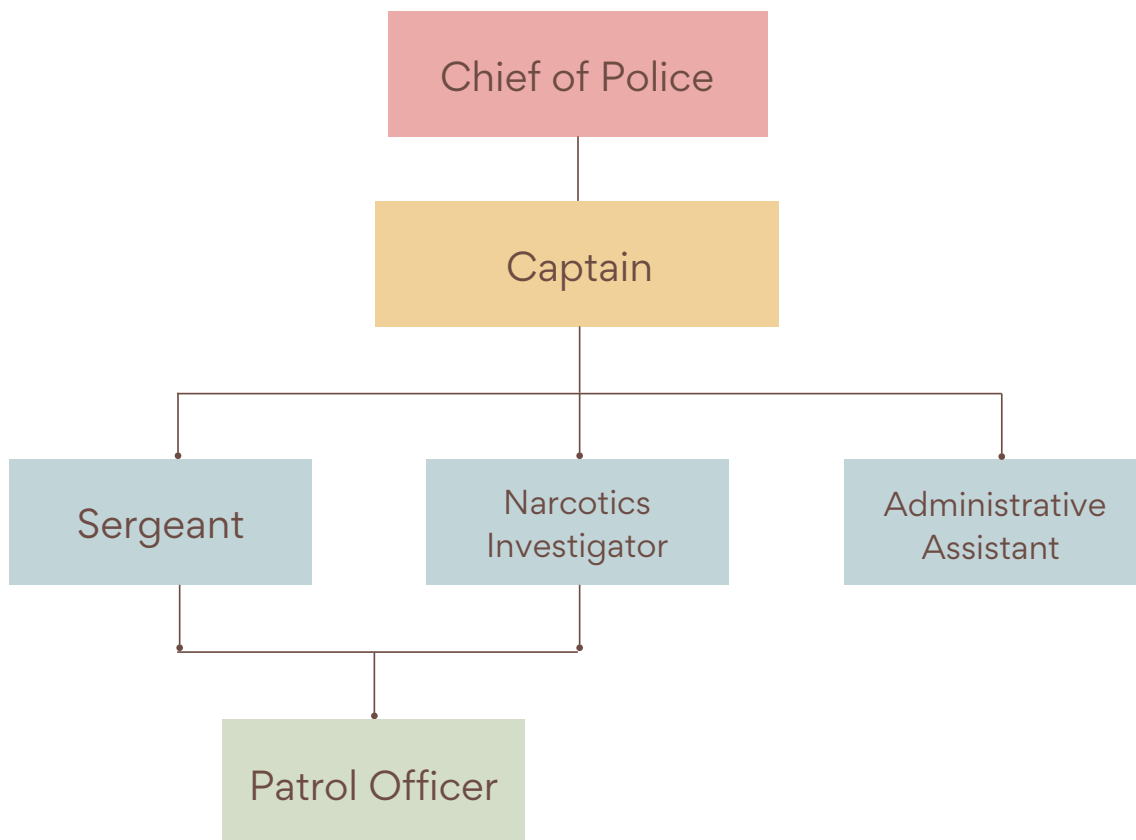 Chief of Police
Captain
Sergeant
Narcotics
Investigator
Administrative
Assistant
Patrol Officer